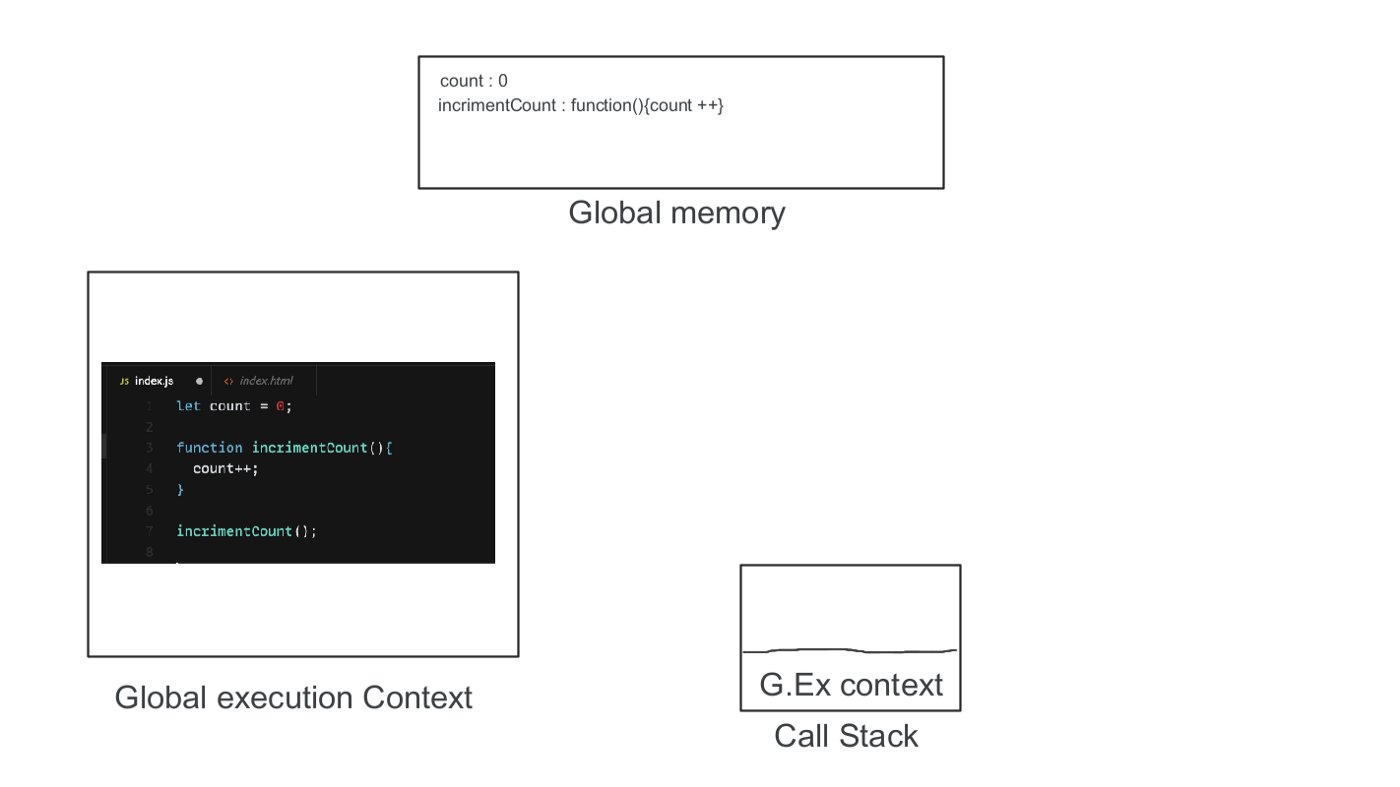 count : 0
incrimentCount : function(){count ++}
Global memory
JS index.js <> index.html
1 let count = 0;
2
3 function incrimentCount(){
4 count++;
5 }
6
7 incrimentCount();
8
Global execution Context
G.Ex context
Call Stack